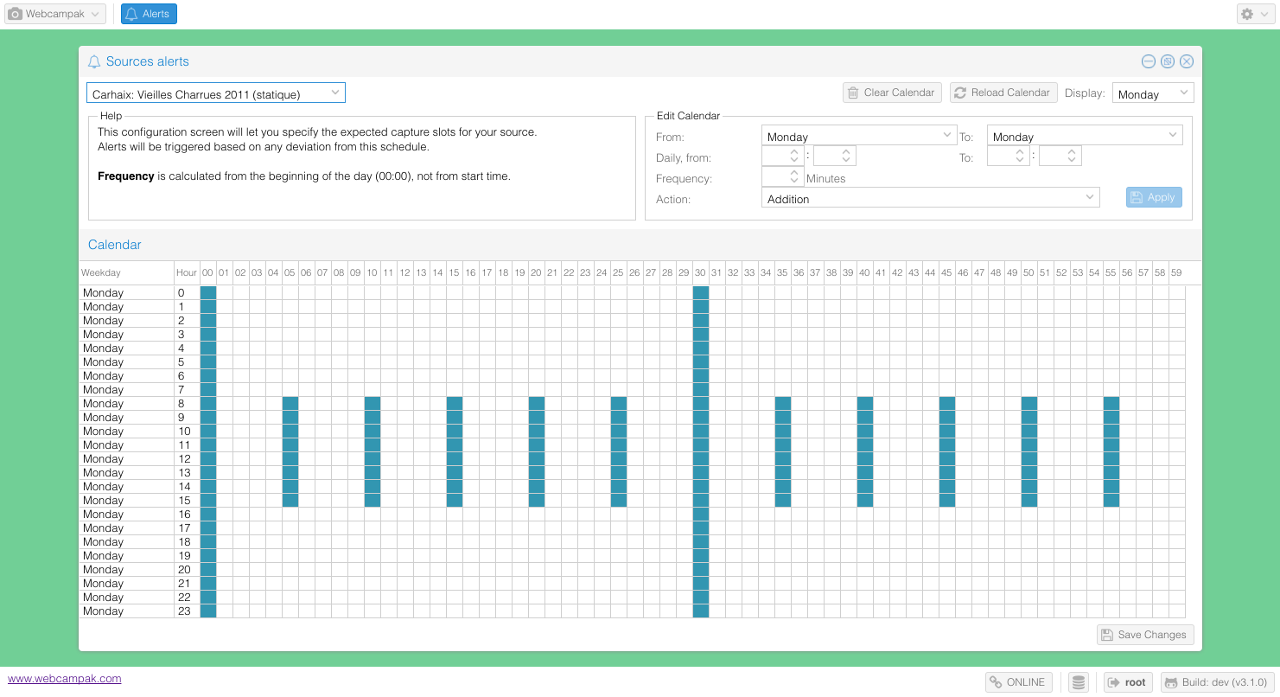 Webcampak
Alerts
Sources alerts
Carhaix: Vieilles Charrues 2011 (statique)
Clear Calendar
Reload Calendar
Display:
Monday
Help
This configuration screen will let you specify the expected capture slots for your source.
Alerts will be triggered based on any deviation from this schedule.
Frequency is calculated from the beginning of the day (00:00), not from start time.
Edit Calendar
From: Monday To: Monday
Daily, from: : To: :
Frequency: Minutes
Action: Addition
Apply
Calendar
Weekday Hour 00 01 02 03 04 05 06 07 08 09 10 11 12 13 14 15 16 17 18 19 20 21 22 23 24 25 26 27 28 29 30 31 32 33 34 35 36 37 38 39 40 41 42 43 44 45 46 47 48 49 50 51 52 53 54 55 56 57 58 59
Monday 0
Monday 1
Monday 2
Monday 3
Monday 4
Monday 5
Monday 6
Monday 7
Monday 8
Monday 9
Monday 10
Monday 11
Monday 12
Monday 13
Monday 14
Monday 15
Monday 16
Monday 17
Monday 18
Monday 19
Monday 20
Monday 21
Monday 22
Monday 23
Save Changes
www.webcampak.com
ONLINE
root
Build: dev (v3.1.0)